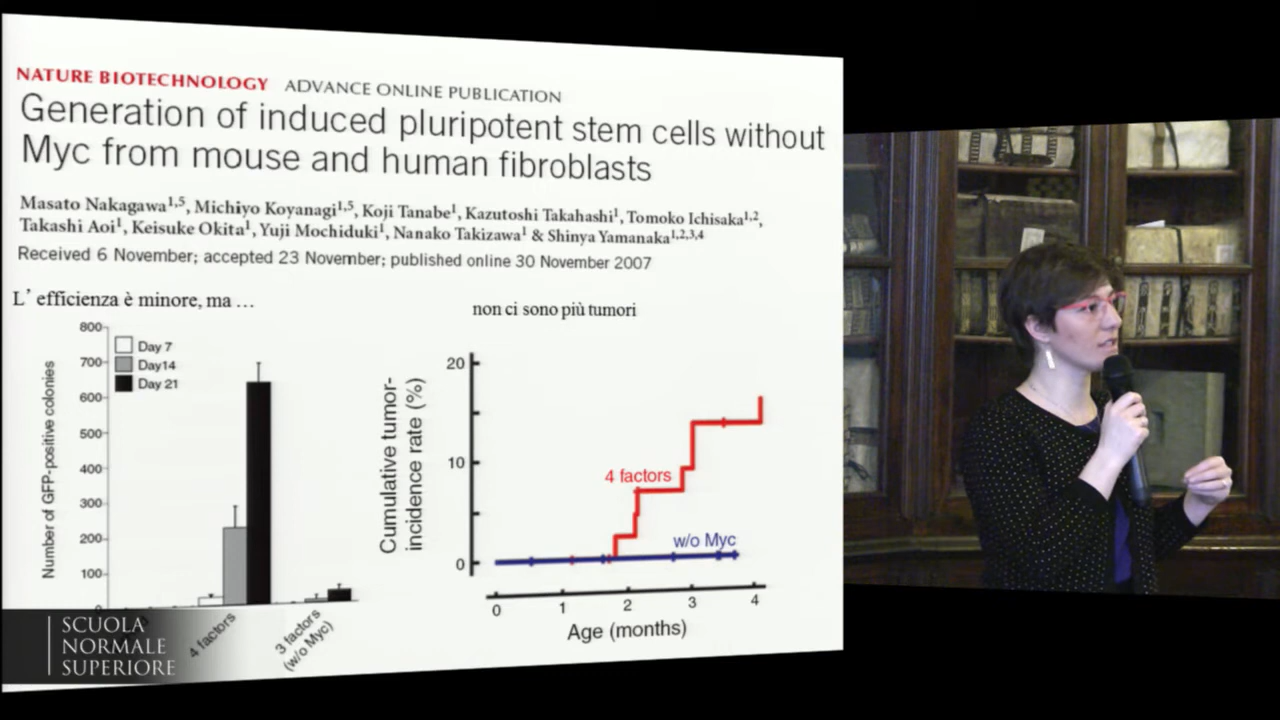 NATURE BIOTECHNOLOGY ADVANCE ONLINE PUBLICATION
Generation of induced pluripotent stem cells without
Myc from mouse and human fibroblasts
Masato Nakagawa1,5, Michiyo Koyanagi1,5, Koji Tanabe1, Kazutoshi Takahashi1, Tomoko Ichisaka1,2,
Takashi Aoi1, Keisuke Okita1, Yuji Mochiduki1, Nanako Takizawa1 & Shinya Yamanaka1,2,3,4
Received 6 November; accepted 23 November; published online 30 November 2007
L' efficienza è minore, ma ...
Number of GFP-positive colonies
800
700
600
500
400
300
200
100
Day 7
Day14
Day 21
4 factors
3 factors
(w/o Myc)
non ci sono più tumori
Cumulative tumor-
incidence rate (%)
20
10
0
4 factors
w/o Myc
0 1 2 3 4
Age (months)
SCUOLA
NORMALE
SUPERIORE